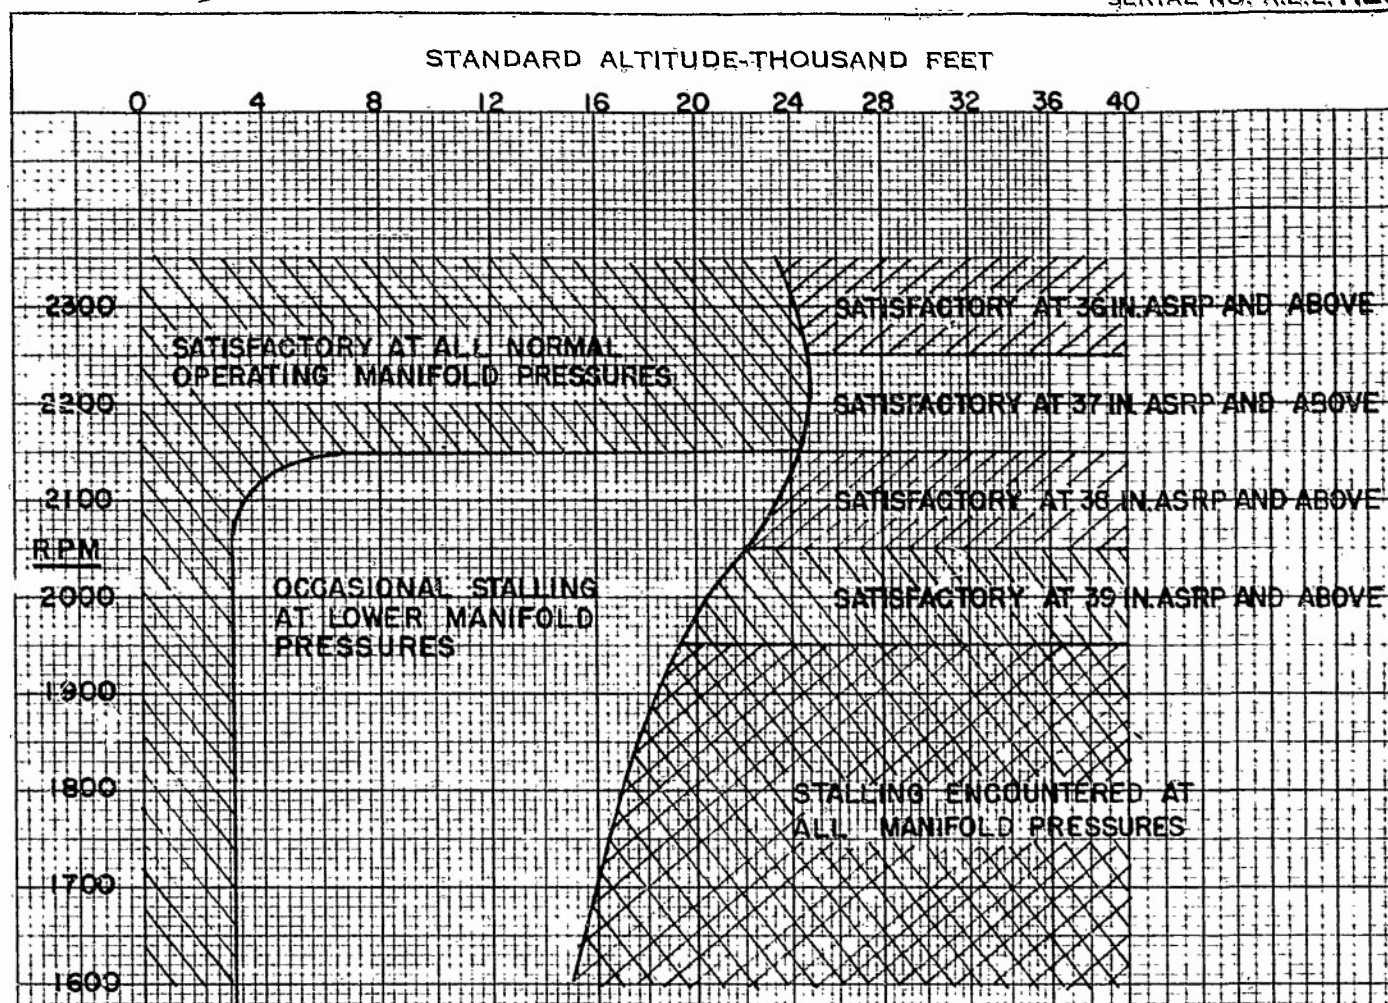 SERIAL NO.
STANDARD ALTITUDE-THOUSAND FEET
0 4 8 12 16 20 24 28 32 36 40
2300
SATISFACTORY AT 36 IN. ASRP AND ABOVE
SATISFACTORY AT ALL NORMAL
OPERATING MANIFOLD PRESSURES
2200
SATISFACTORY AT 37 IN. ASRP AND ABOVE
2100
SATISFACTORY AT 38 IN. ASRP AND ABOVE
RPM
2000
OCCASIONAL STALLING
AT LOWER MANIFOLD
PRESSURES
SATISFACTORY AT 39 IN. ASRP AND ABOVE
1900
1800
STALLING ENCOUNTERED AT
ALL MANIFOLD PRESSURES
1700
1600